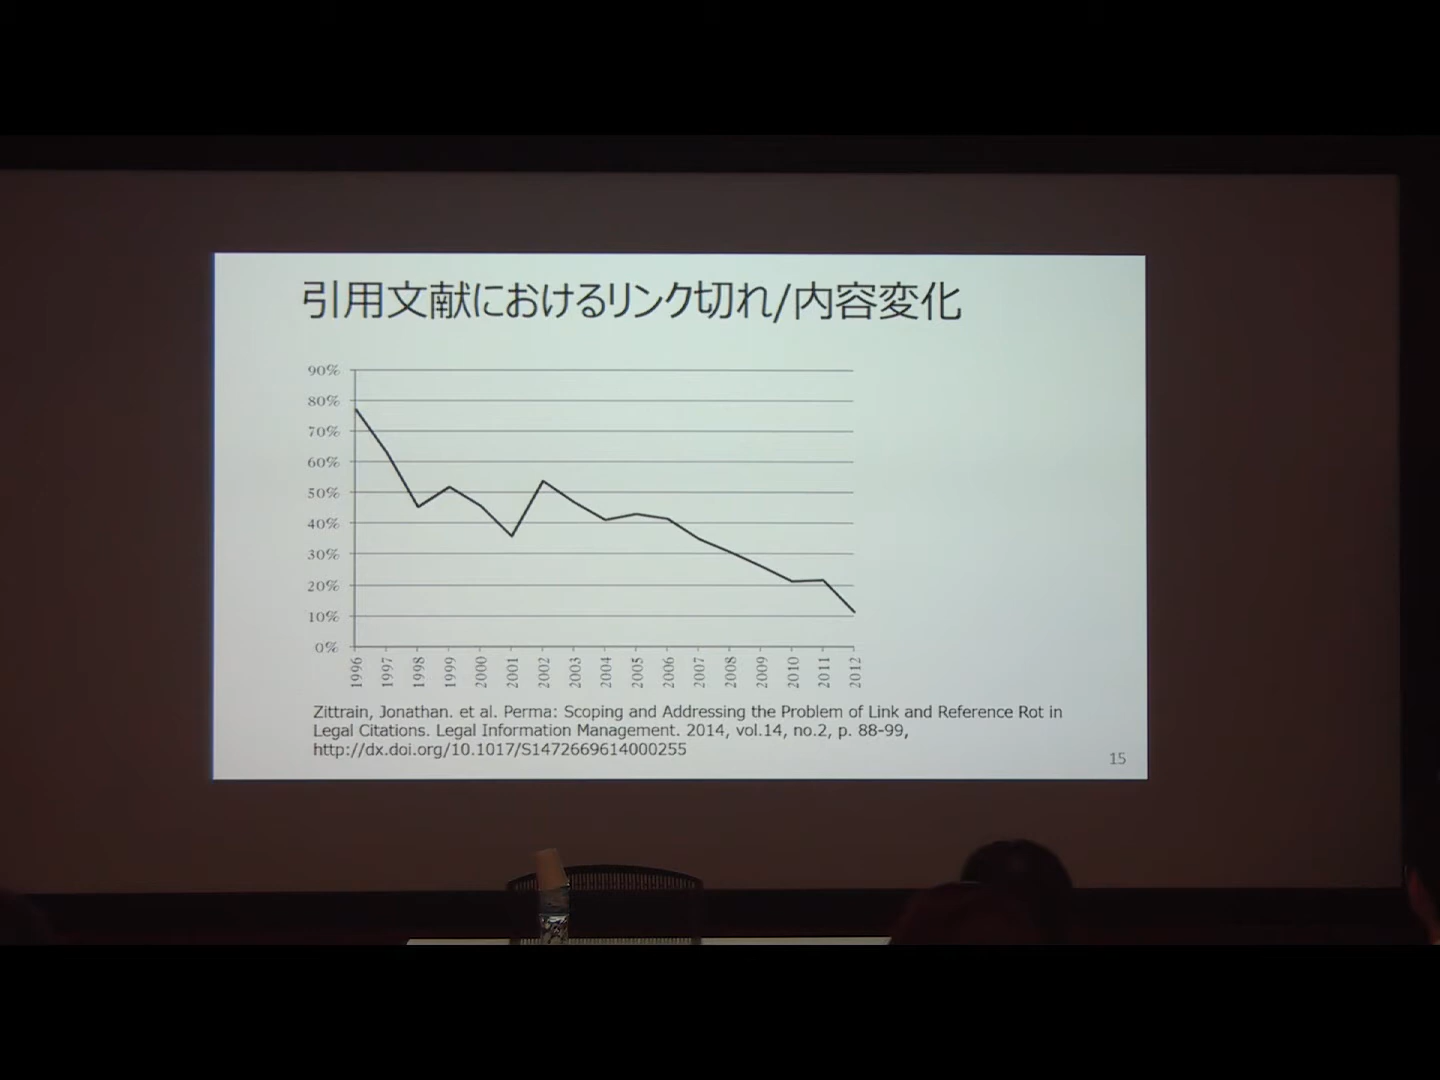 引用文献におけるリンク切れ/内容変化
90%
80%
70%
60%
50%
40%
30%
20%
10%
0%
1996 1997 1998 1999 2000 2001 2002 2003 2004 2005 2006 2007 2008 2009 2010 2011 2012
Zittrain, Jonathan. et al. Perma: Scoping and Addressing the Problem of Link and Reference Rot in
Legal Citations. Legal Information Management. 2014, vol.14, no.2, p. 88-99,
http://dx.doi.org/10.1017/S1472669614000255
15